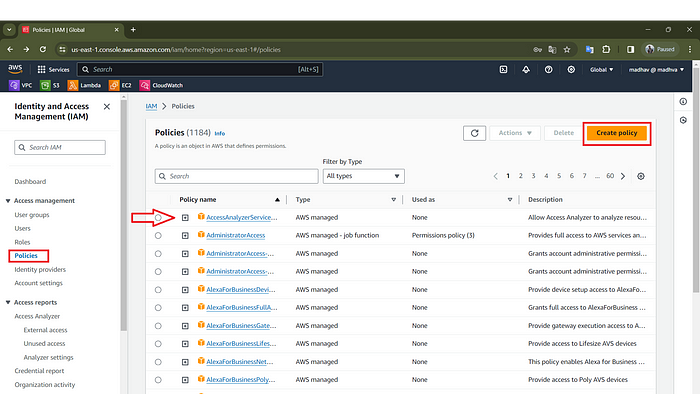 Policies | IAM | Global
us-east-1.console.aws.amazon.com/iam/home?region=us-east-1#/policies
Paused
aws
Services
Search
[Alt+S]
Global
madhav @ madhva
VPC
S3
Lambda
EC2
CloudWatch
Identity and Access
Management (IAM)
Search IAM
Dashboard
Access management
User groups
Users
Roles
Policies
Identity providers
Account settings
Access reports
Access Analyzer
External access
Unused access
Analyzer settings
Credential report
Organization activity
IAM > Policies
Policies (1184) Info
A policy is an object in AWS that defines permissions.
Actions
Delete
Create policy
Filter by Type
Search
All types
1 2 3 4 5 6 7 ... 60
Policy name Type Used as Description
AccessAnalyzerService... AWS managed None Allow Access Analyzer to analyze resou...
AdministratorAccess AWS managed - job function Permissions policy (3) Provides full access to AWS services an...
AdministratorAccess-... AWS managed None Grants account administrative permissi...
AdministratorAccess-... AWS managed None Grants account administrative permissi...
AlexaForBusinessDevi... AWS managed None Provide device setup access to AlexaFo...
AlexaForBusinessFullA... AWS managed None Grants full access to AlexaForBusiness ...
AlexaForBusinessGate... AWS managed None Provide gateway execution access to A...
AlexaForBusinessLifes... AWS managed None Provide access to Lifesize AVS devices
AlexaForBusinessNet... AWS managed None This policy enables Alexa for Business ...
AlexaForBusinessPoly... AWS managed None Provide access to Poly AVS devices